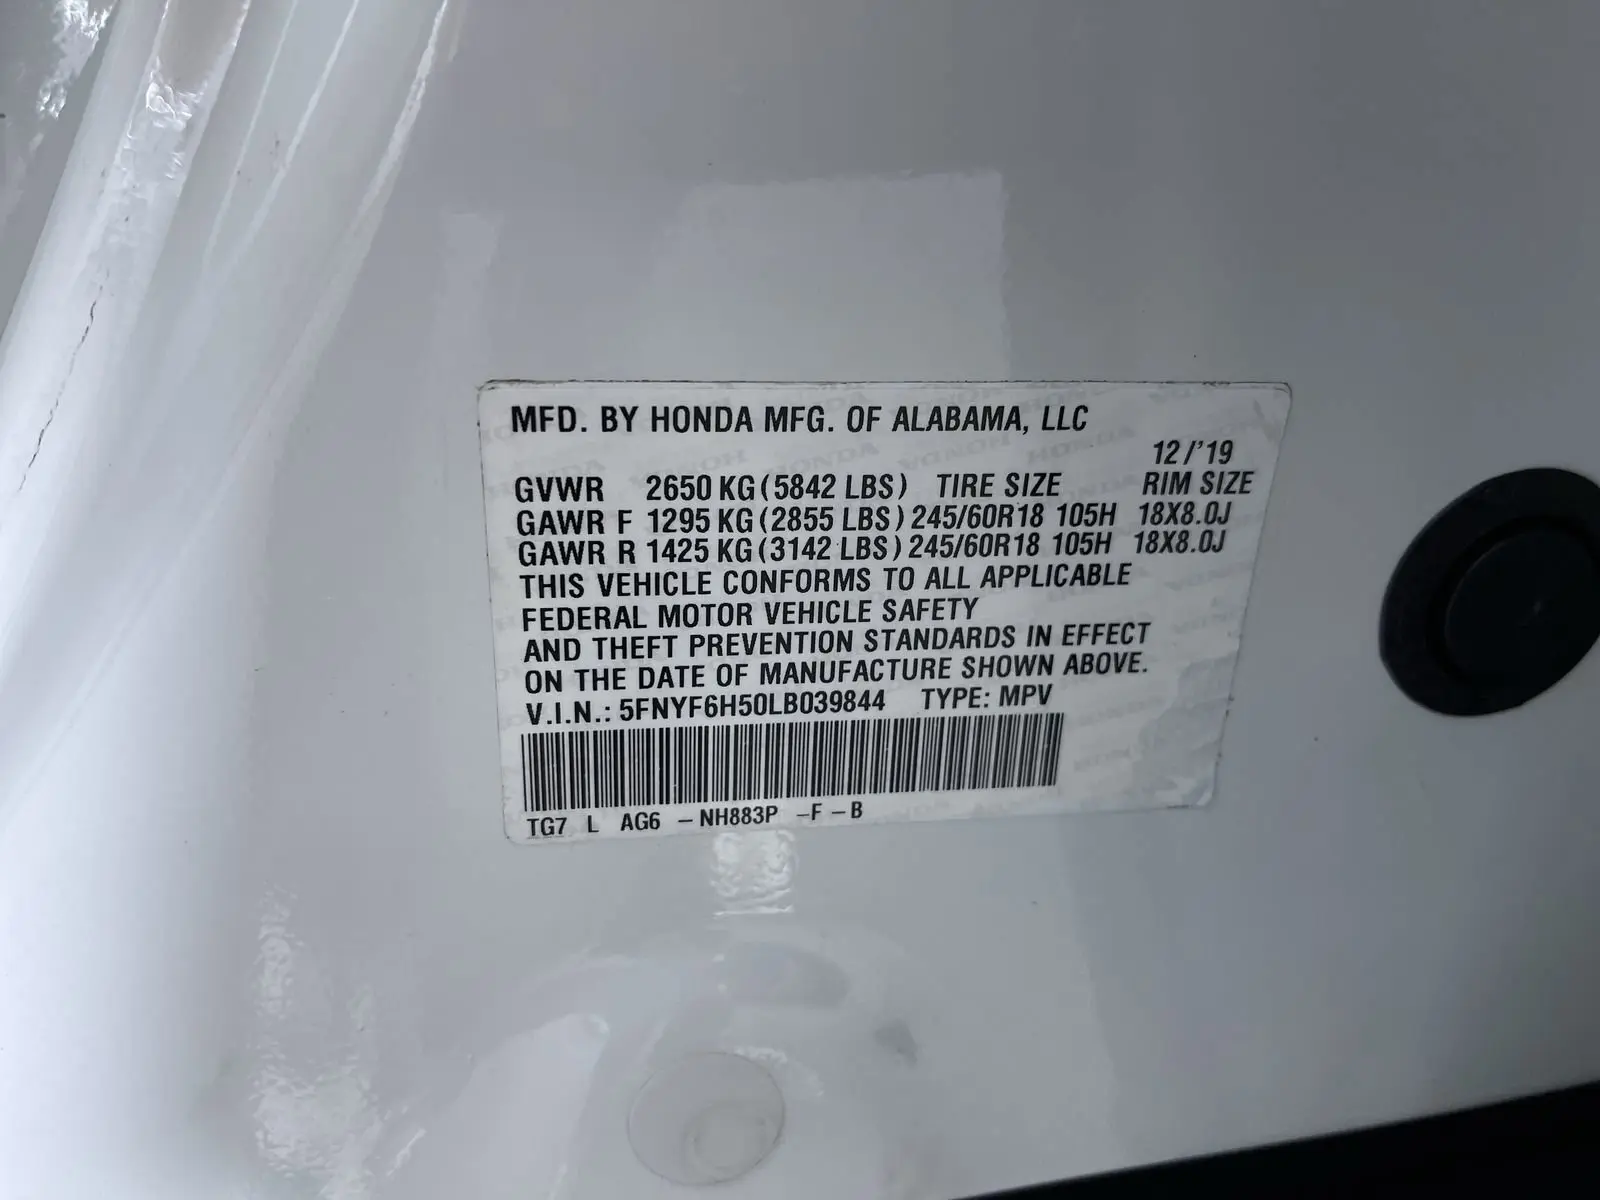 MFD. BY HONDA MFG. OF ALABAMA, LLC
12/'19
GVWR 2650 KG (5842 LBS) TIRE SIZE RIM SIZE
GAWR F 1295 KG (2855 LBS) 245/60R18 105H 18X8.0J
GAWR R 1425 KG (3142 LBS) 245/60R18 105H 18X8.0J
THIS VEHICLE CONFORMS TO ALL APPLICABLE
FEDERAL MOTOR VEHICLE SAFETY
AND THEFT PREVENTION STANDARDS IN EFFECT
ON THE DATE OF MANUFACTURE SHOWN ABOVE.
V.I.N.: 5FNYF6H50LB039844 TYPE: MPV
TG7 L AG6 - NH883P -F - B